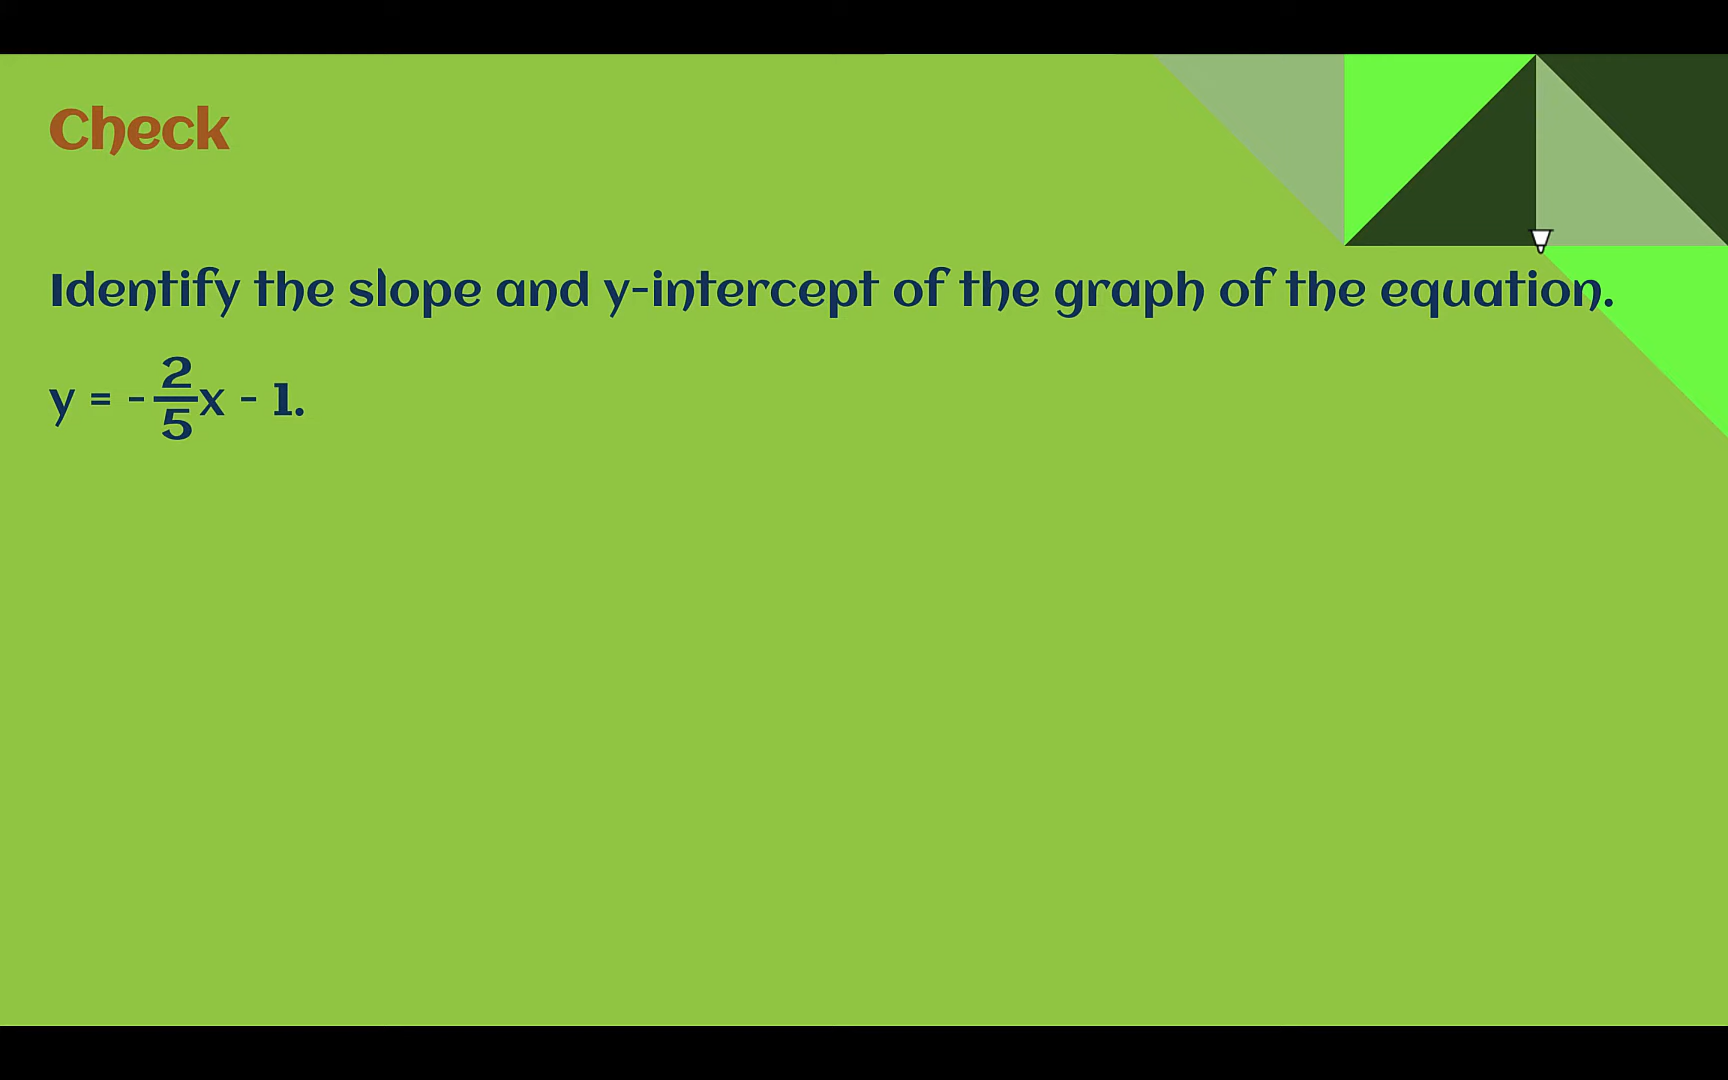 Check
Identify the slope and y-intercept of the graph of the equation.
y = -2/5x - 1.